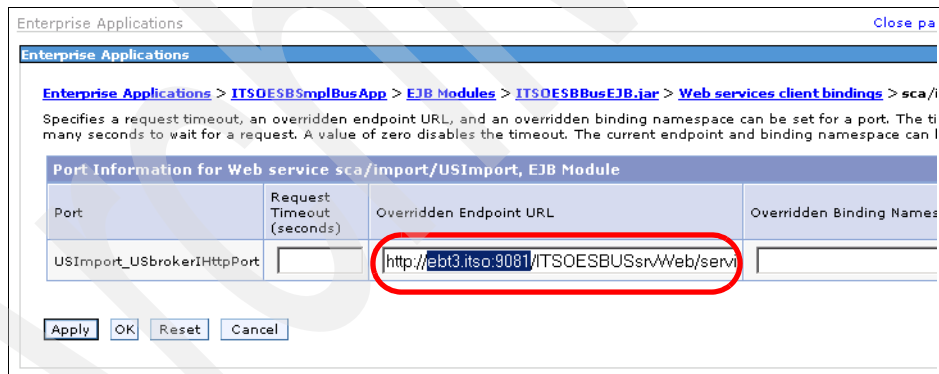 Enterprise Applications Close pa
Enterprise Applications
Enterprise Applications > ITSOESBSmplBusApp > EJB Modules > ITSOESBBusEJB.jar > Web services client bindings > sca/i
Specifies a request timeout, an overridden endpoint URL, and an overridden binding namespace can be set for a port. The ti
many seconds to wait for a request. A value of zero disables the timeout. The current endpoint and binding namespace can l
Port Information for Web service sca/import/USImport, EJB Module
Port
Request
Timeout
(seconds)
Overridden Endpoint URL
Overridden Binding Names
USImport_USbrokerIHttpPort
http://ebt3.itso:9081/ITSOESBUSsrvWeb/servi
Apply OK Reset Cancel